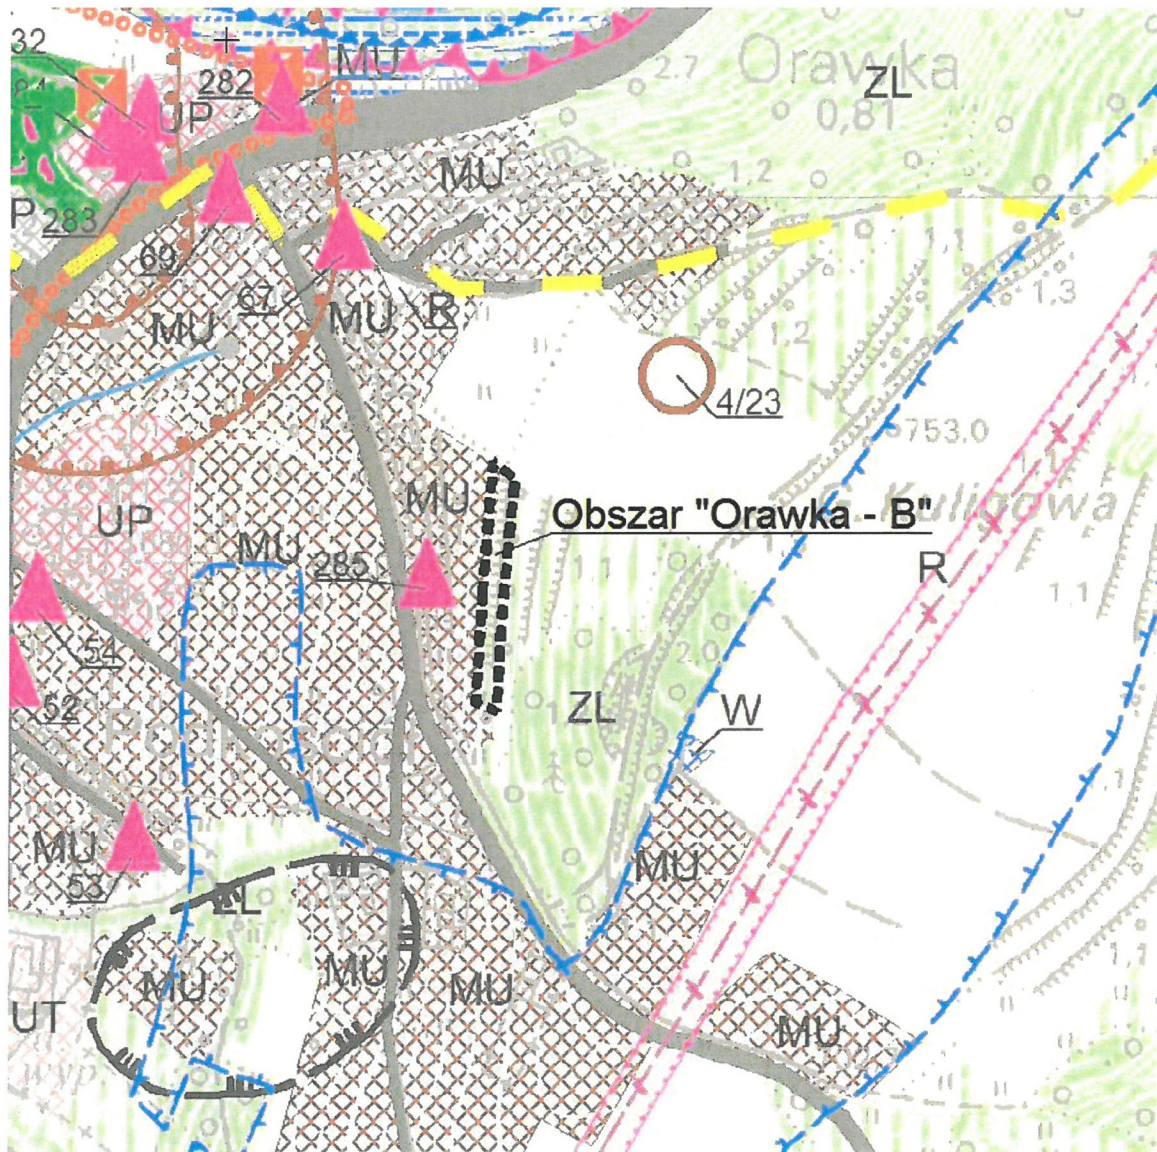 32
282
MU
2.7
Orawka
ZL
0,81
UP
MU
1.2
P
283
69
67
MU
MU
R
1,1
1,3
1,2
4/23
753.0
MU
Obszar "Orawka - B"
Kuligowa
UP
MU
285
1.1
R
1,1
54
2.0
52
ZL
W
MU
53
ZL
MU
MU
MU
MU
1,1
UT
MU